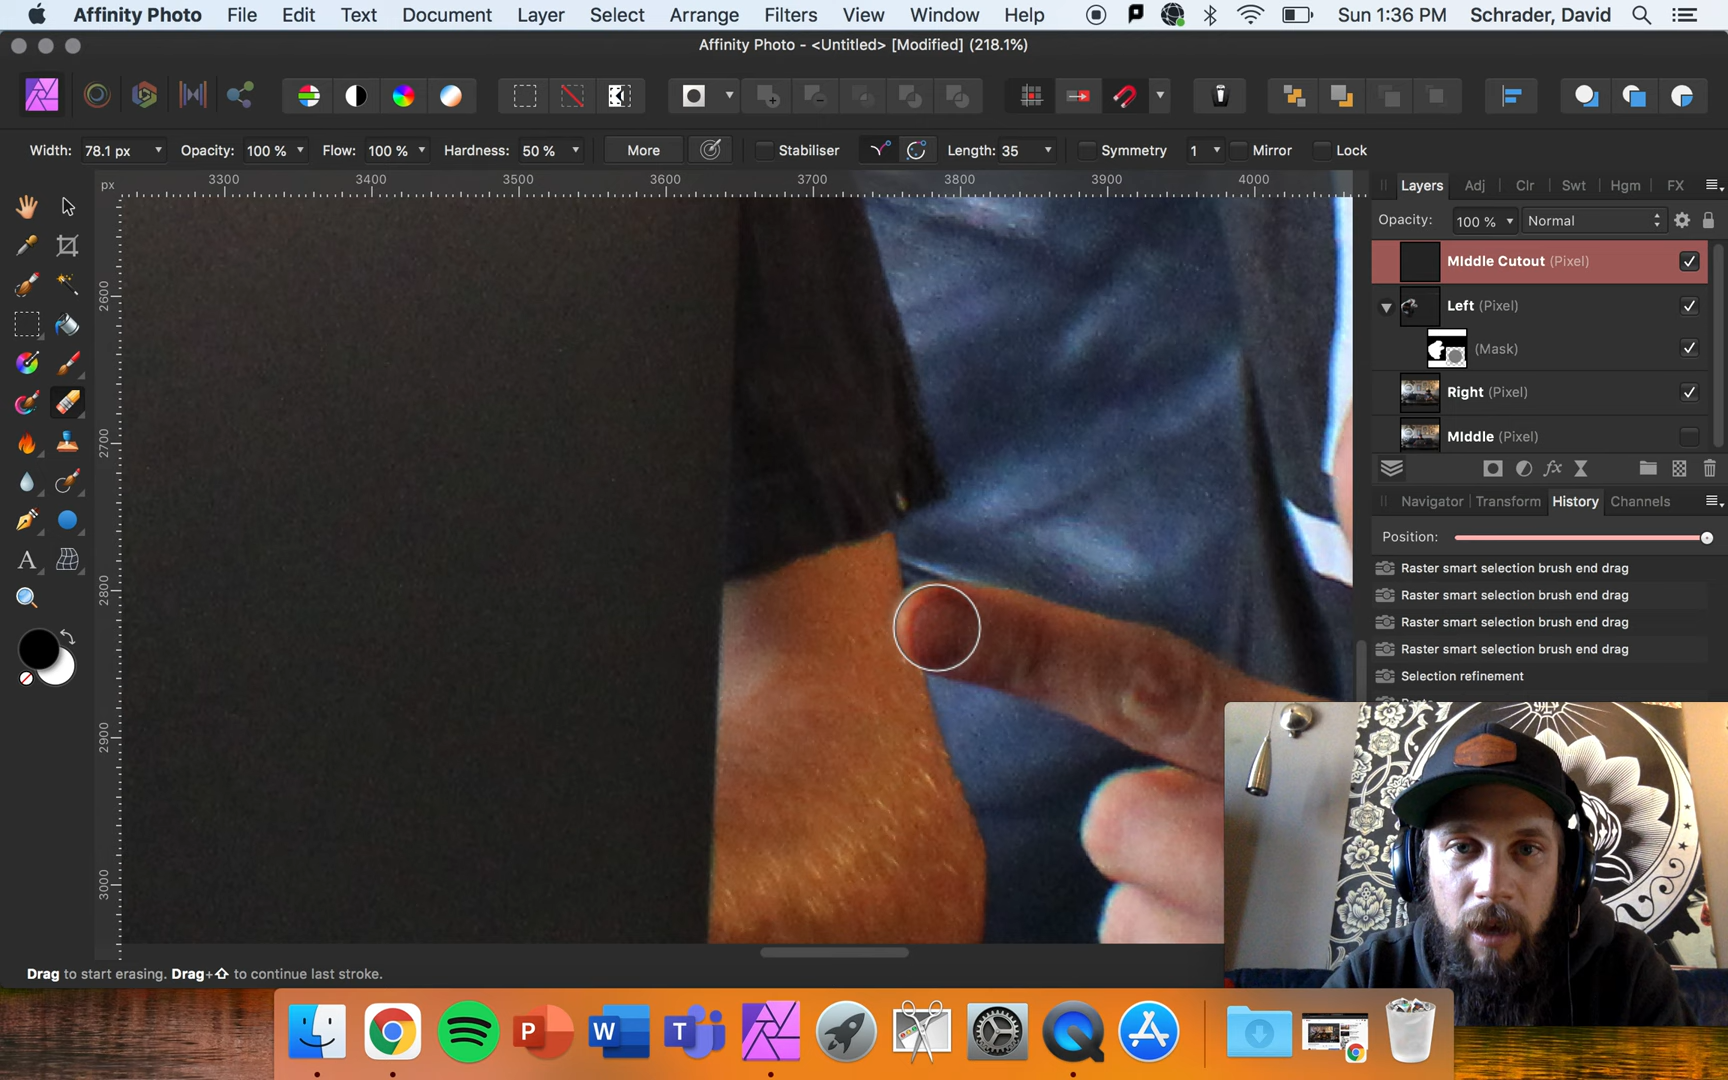 Affinity Photo File Edit Text Document Layer Select Arrange Filters View Window Help Sun 1:36 PM Schrader, David
Affinity Photo - <Untitled> [Modified] (218.1%)
Width: 78.1 px Opacity: 100 % Flow: 100 % Hardness: 50 % More Stabiliser Length: 35 Symmetry 1 Mirror Lock
px 3300 3400 3500 3600 3700 3800 3900 4000
2600
2700
2800
2900
3000
Layers Adj Clr Swt Hgm FX
Opacity: 100 % Normal
MIddle Cutout (Pixel)
Left (Pixel)
(Mask)
Right (Pixel)
MIddle (Pixel)
Navigator Transform History Channels
Position:
Raster smart selection brush end drag
Raster smart selection brush end drag
Raster smart selection brush end drag
Raster smart selection brush end drag
Selection refinement
A
Drag to start erasing. Drag+⇧ to continue last stroke.
P W T